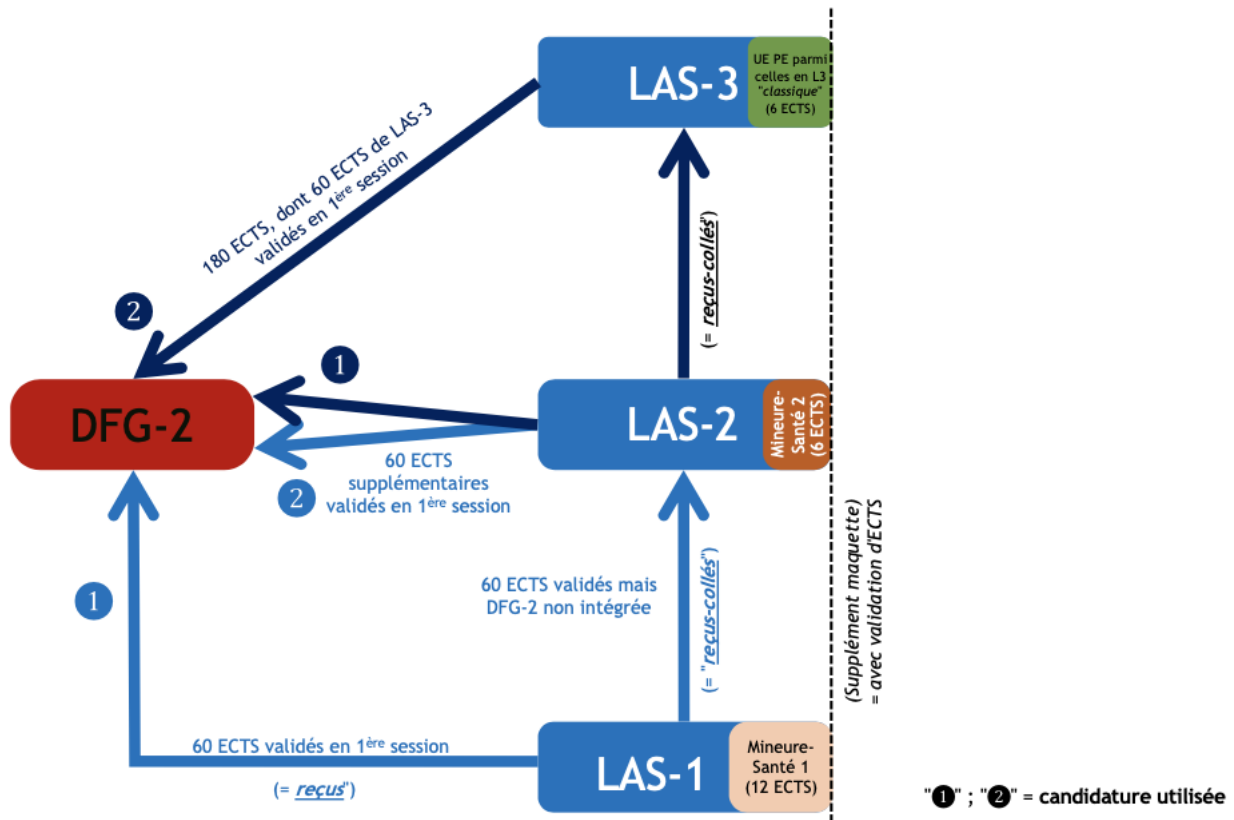 LAS-3
UE PE parmi
celles en L3
"classique"
(6 ECTS)
180 ECTS, dont 60 ECTS de LAS-3
validés en 1ère session
(= reçus-collés")
2
1
DFG-2
LAS-2
Mineure-
Santé 2
(6 ECTS)
2
60 ECTS
supplémentaires
validés en 1ère session
1
60 ECTS validés mais
DFG-2 non intégrée
(= "reçus-collés")
(Supplément maquette)
= avec validation d'ECTS
60 ECTS validés en 1ère session
(= reçus")
LAS-1
Mineure-
Santé 1
(12 ECTS)
"1" ; "2" = candidature utilisée